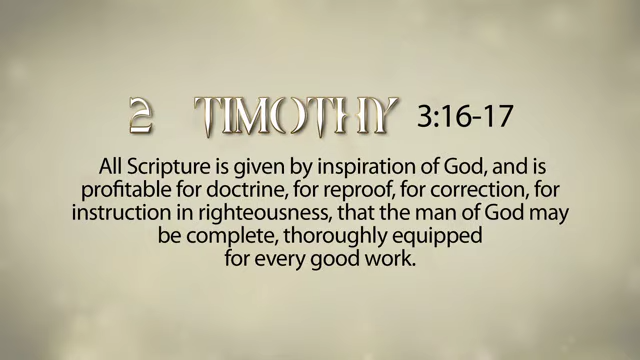 2 TIMOTHY 3:16-17
All Scripture is given by inspiration of God, and is
profitable for doctrine, for reproof, for correction, for
instruction in righteousness, that the man of God may
be complete, thoroughly equipped
for every good work.